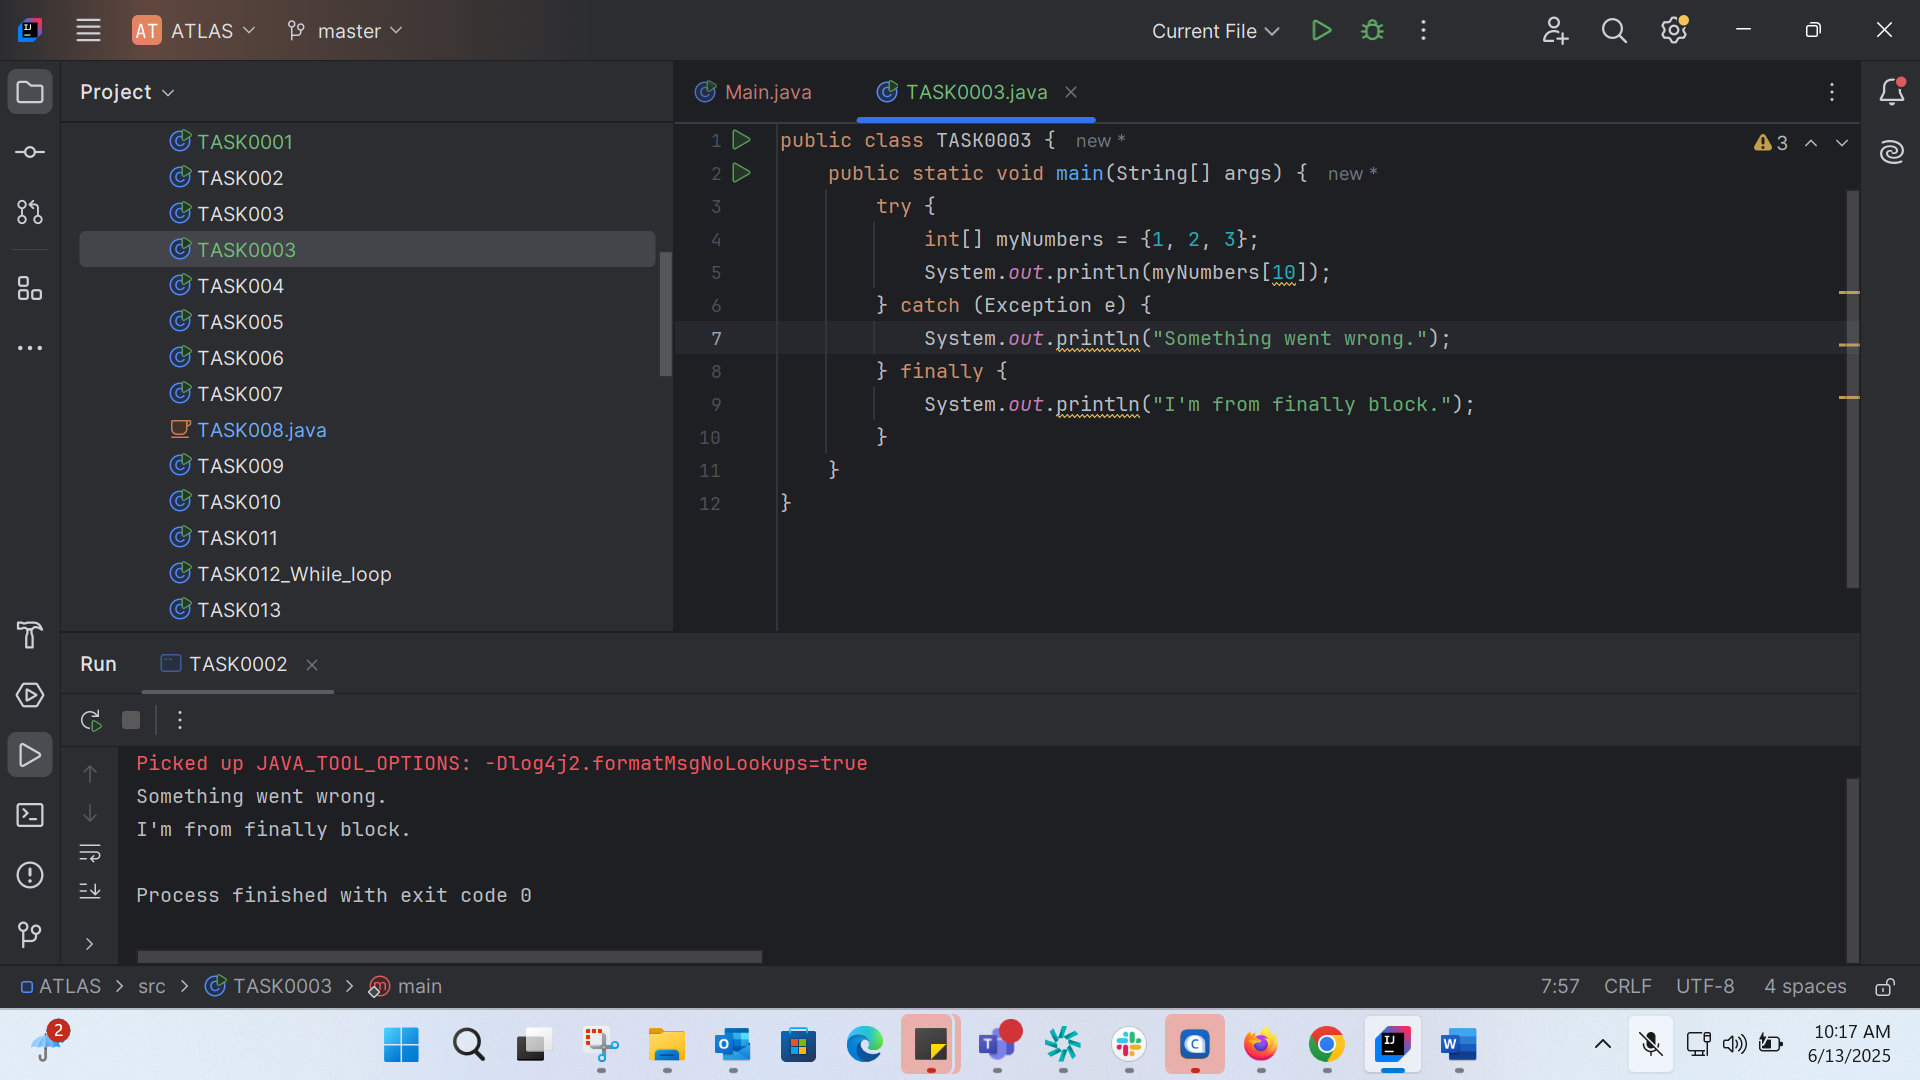 AT ATLAS master Current File
Project
Main.java TASK0003.java
TASK0001
TASK002
TASK003
TASK0003
TASK004
TASK005
TASK006
TASK007
TASK008.java
TASK009
TASK010
TASK011
TASK012_While_loop
TASK013
1 public class TASK0003 { new *
2 public static void main(String[] args) { new *
3 try {
4 int[] myNumbers = {1, 2, 3};
5 System.out.println(myNumbers[10]);
6 } catch (Exception e) {
7 System.out.println("Something went wrong.");
8 } finally {
9 System.out.println("I'm from finally block.");
10 }
11 }
12 }
3
Run TASK0002
Picked up JAVA_TOOL_OPTIONS: -Dlog4j2.formatMsgNoLookups=true
Something went wrong.
I'm from finally block.
Process finished with exit code 0
ATLAS > src > TASK0003 > main 7:57 CRLF UTF-8 4 spaces
2
10:17 AM
6/13/2025